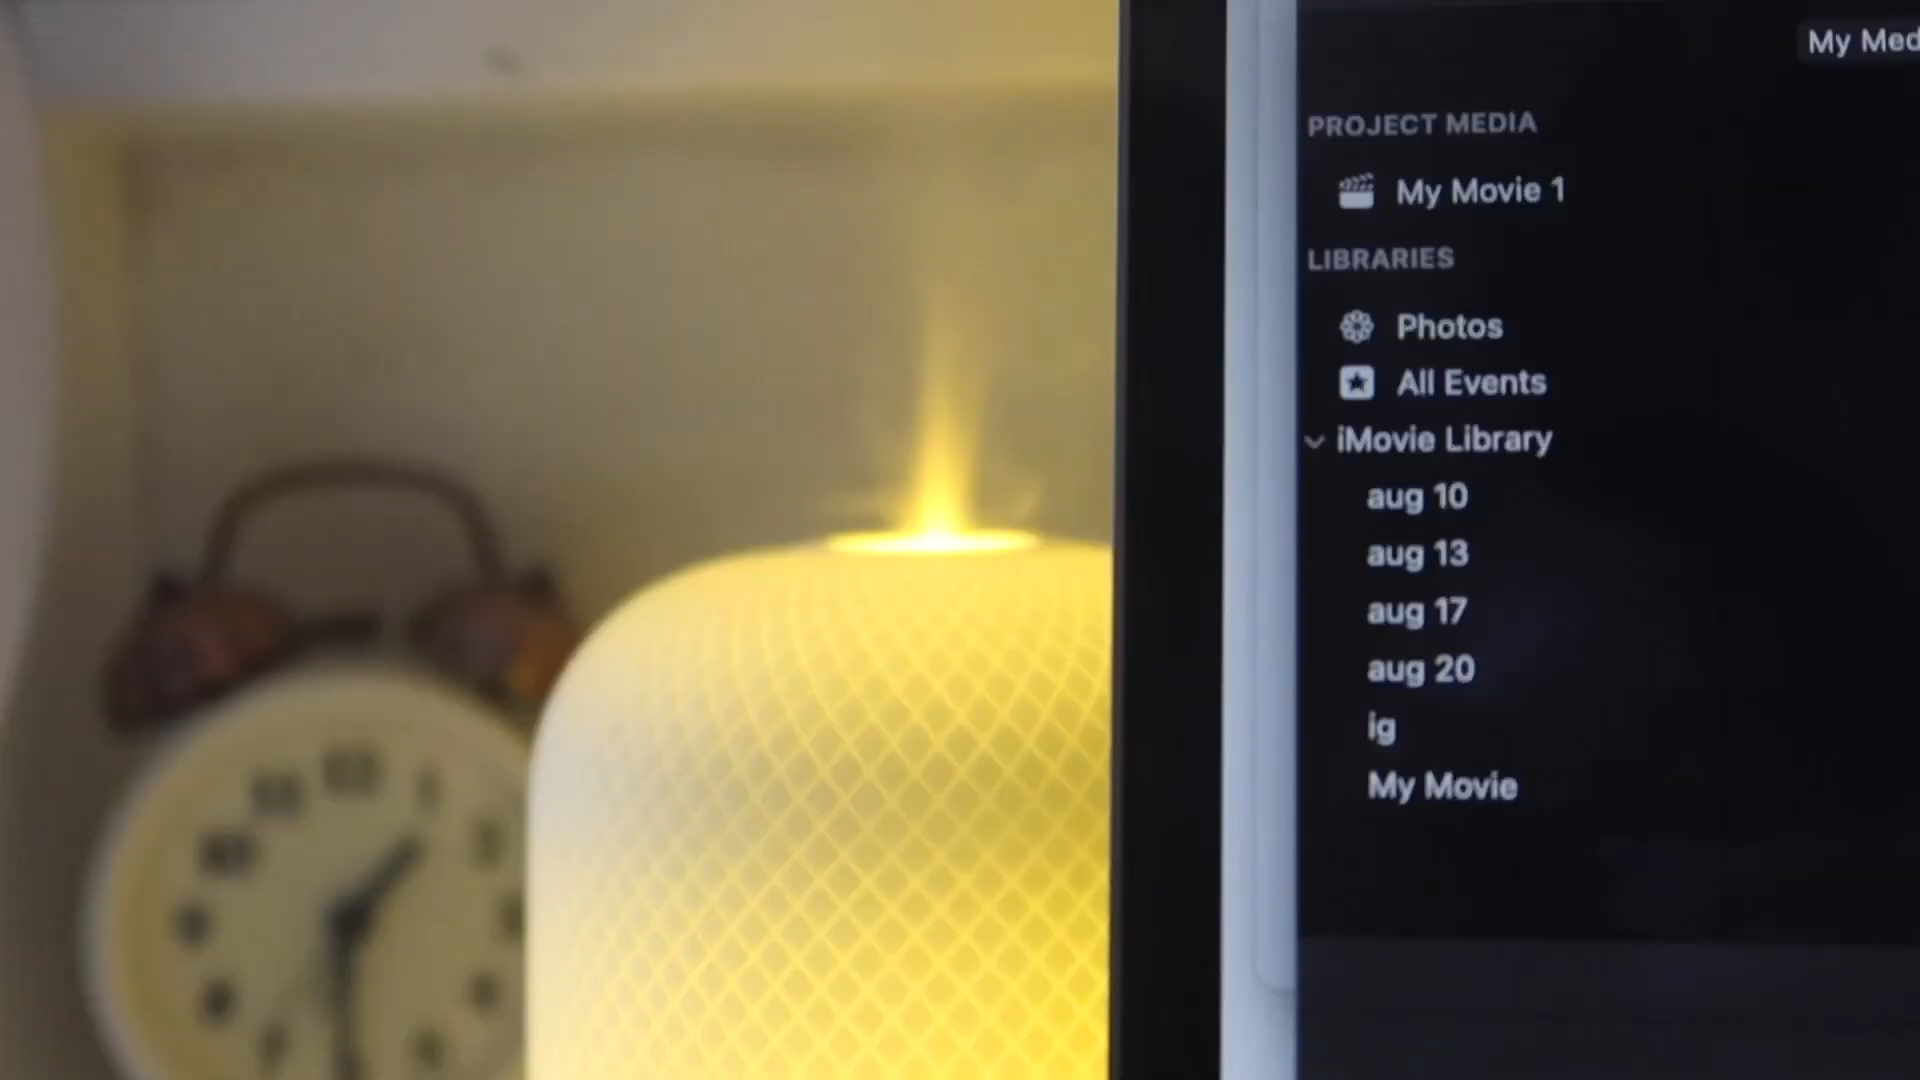 My Med
PROJECT MEDIA
My Movie 1
LIBRARIES
Photos
All Events
iMovie Library
aug 10
aug 13
aug 17
aug 20
ig
My Movie